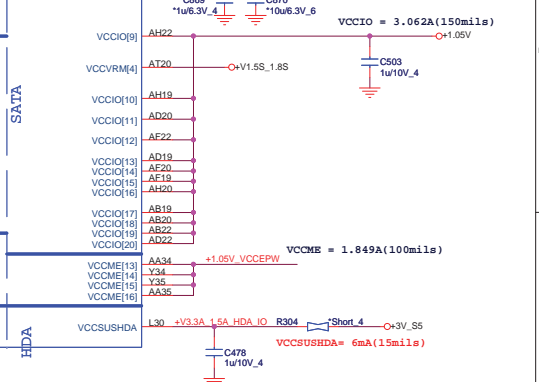 C869 C870
*1u/6.3V_4 *10u/6.3V_6
VCCIO = 3.062A(150mils)
VCCIO[9] AH22 +1.05V
VCCVRM[4] AT20 +V1.5S_1.8S
C503
1u/10V_4
VCCIO[10] AH19
VCCIO[11] AD20
VCCIO[12] AF22
VCCIO[13] AD19
VCCIO[14] AF20
VCCIO[15] AF19
VCCIO[16] AH20
VCCIO[17] AB19
VCCIO[18] AB20
VCCIO[19] AB22
VCCIO[20] AD22
SATA
VCCME = 1.849A(100mils)
VCCME[13] AA34 +1.05V_VCCEPW
VCCME[14] Y34
VCCME[15] Y35
VCCME[16] AA35
VCCSUSHDA L30 +V3.3A_1.5A_HDA_IO R304 *Short_4 +3V_S5
VCCSUSHDA= 6mA(15mils)
HDA
C478
1u/10V_4